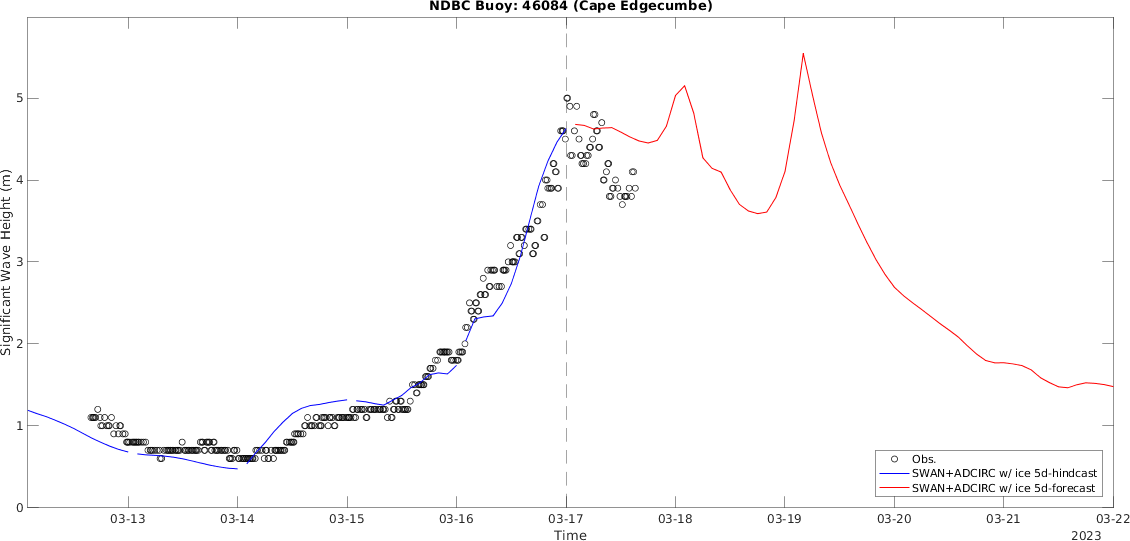 NDBC Buoy: 46084 (Cape Edgecumbe)
Significant Wave Height (m)
5
4
3
2
1
0
Obs.
SWAN+ADCIRC w/ ice 5d-hindcast
SWAN+ADCIRC w/ ice 5d-forecast
03-13
03-14
03-15
03-16
03-17
03-18
03-19
03-20
03-21
03-22
Time
2023